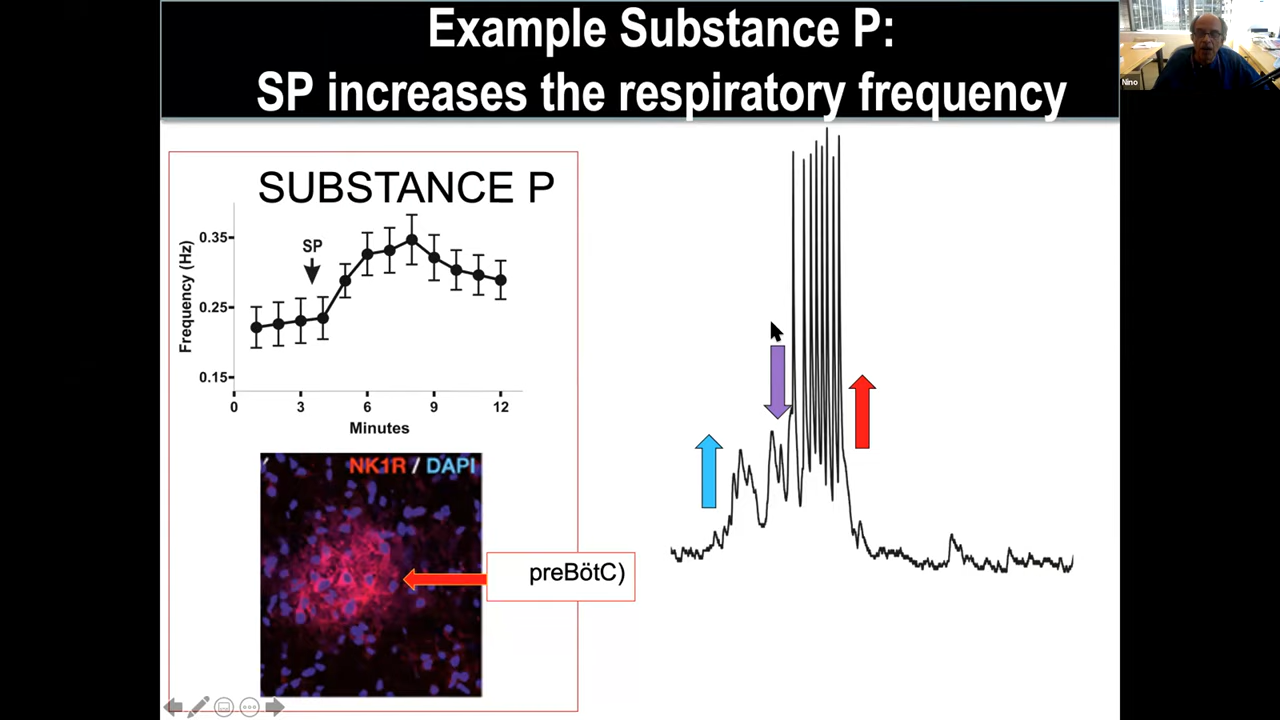 Example Substance P:
SP increases the respiratory frequency
Nino
SUBSTANCE P
Frequency (Hz)
0.35
0.25
0.15
SP
0 3 6 9 12
Minutes
NK1R / DAPI
preBötC)